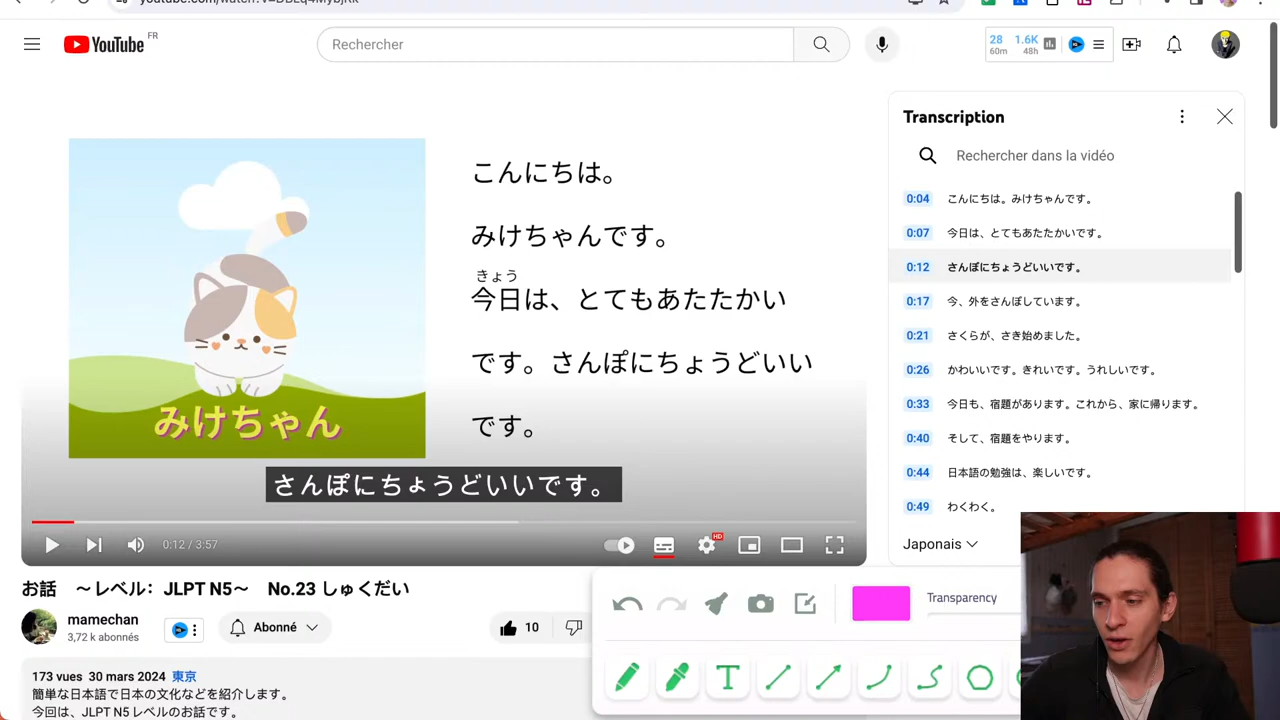 YouTube FR
Rechercher
28 60m 1.6K 48h
Transcription
Rechercher dans la vidéo
0:04 こんにちは。みけちゃんです。
0:07 今日は、とてもあたたかいです。
0:12 さんぽにちょうどいいです。
0:17 今、外をさんぽしています。
0:21 さくらが、さき始めました。
0:26 かわいいです。きれいです。うれしいです。
0:33 今日も、宿題があります。これから、家に帰ります。
0:40 そして、宿題をやります。
0:44 日本語の勉強は、楽しいです。
0:49 わくわく。
Japonais
こんにちは。
みけちゃんです。
きょう
今日は、とてもあたたかい
です。さんぽにちょうどいい
です。
みけちゃん
さんぽにちょうどいいです。
0:12 / 3:57
HD
お話 ～レベル: JLPT N5～ No.23 しゅくだい
mamechan
3,72 k abonnés
Abonné
10
173 vues 30 mars 2024 東京
簡単な日本語で日本の文化などを紹介します。
今回は、JLPT N5 レベルのお話です。
Transparency
T